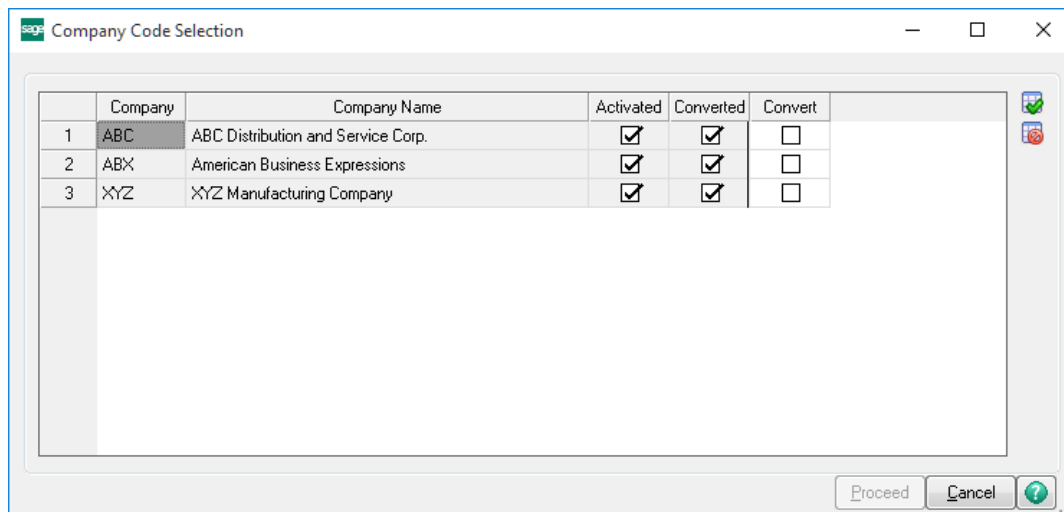 sage Company Code Selection
Company Company Name Activated Converted Convert
1 ABC ABC Distribution and Service Corp.
2 ABX American Business Expressions
3 XYZ XYZ Manufacturing Company
Proceed Cancel ?